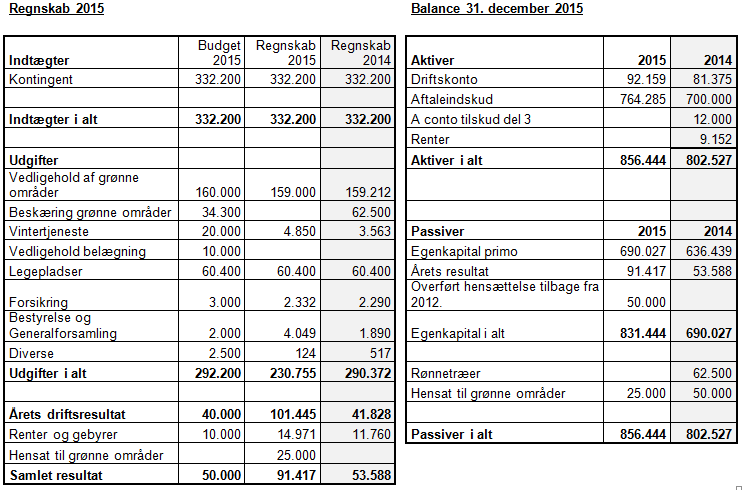 Regnskab 2015
Budget Regnskab Regnskab
Indtægter 2015 2015 2014
Kontingent 332.200 332.200 332.200
Indtægter i alt 332.200 332.200 332.200
Udgifter
Vedligehold af grønne
områder 160.000 159.000 159.212
Beskæring grønne områder 34.300 62.500
Vintertjeneste 20.000 4.850 3.563
Vedligehold belægning 10.000
Legepladser 60.400 60.400 60.400
Forsikring 3.000 2.332 2.290
Bestyrelse og
Generalforsamling 2.000 4.049 1.890
Diverse 2.500 124 517
Udgifter i alt 292.200 230.755 290.372
Årets driftsresultat 40.000 101.445 41.828
Renter og gebyrer 10.000 14.971 11.760
Hensat til grønne områder 25.000
Samlet resultat 50.000 91.417 53.588
Balance 31. december 2015
Aktiver 2015 2014
Driftskonto 92.159 81.375
Aftaleindskud 764.285 700.000
A conto tilskud del 3 12.000
Renter 9.152
Aktiver i alt 856.444 802.527
Passiver 2015 2014
Egenkapital primo 690.027 636.439
Årets resultat 91.417 53.588
Overført hensættelse tilbage fra
2012. 50.000
Egenkapital i alt 831.444 690.027
Rønnetræer 62.500
Hensat til grønne områder 25.000 50.000
Passiver i alt 856.444 802.527